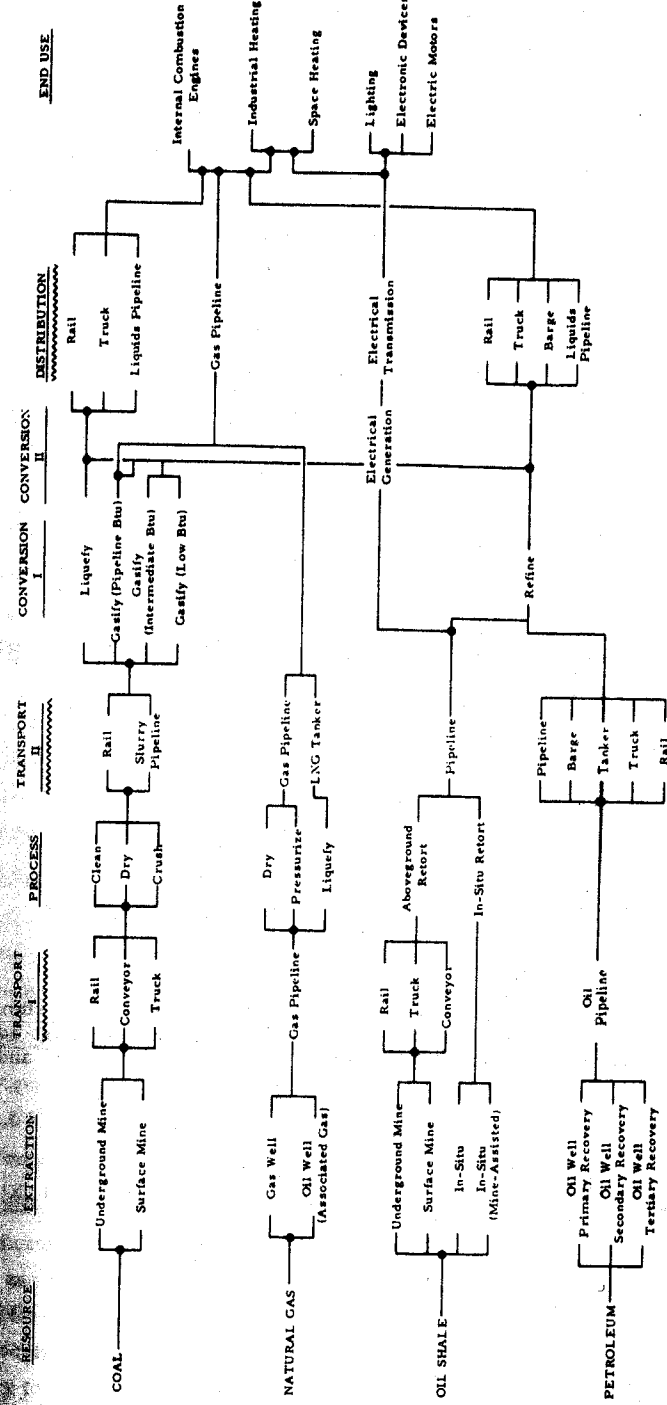 RESOURCE
EXTRACTION
TRANSPORT
I
PROCESS
TRANSPORT
II
CONVERSION
I
CONVERSION
II
DISTRIBUTION
END USE
COAL
Underground Mine
Surface Mine
Rail
Conveyor
Truck
Clean
Dry
Crush
Rail
Slurry
Pipeline
Liquefy
Gasify (Pipeline Btu)
Gasify
(Intermediate Btu)
Gasify (Low Btu)
Rail
Truck
Liquids Pipeline
Internal Combustion
Engines
Industrial Heating
Space Heating
Lighting
Electronic Devices
Electric Motors
NATURAL GAS
Gas Well
Oil Well
(Associated Gas)
Gas Pipeline
Dry
Pressurize
Liquefy
Gas Pipeline
LNG Tanker
Gas Pipeline
OIL SHALE
Underground Mine
Surface Mine
In-Situ
In-Situ
(Mine-Assisted)
Rail
Truck
Conveyor
Aboveground
Retort
In-Situ Retort
Pipeline
Electrical
Generation
Electrical
Transmission
PETROLEUM
Oil Well
Primary Recovery
Oil Well
Secondary Recovery
Oil Well
Tertiary Recovery
Oil
Pipeline
Pipeline
Barge
Tanker
Truck
Rail
Refine
Rail
Truck
Barge
Liquids
Pipeline